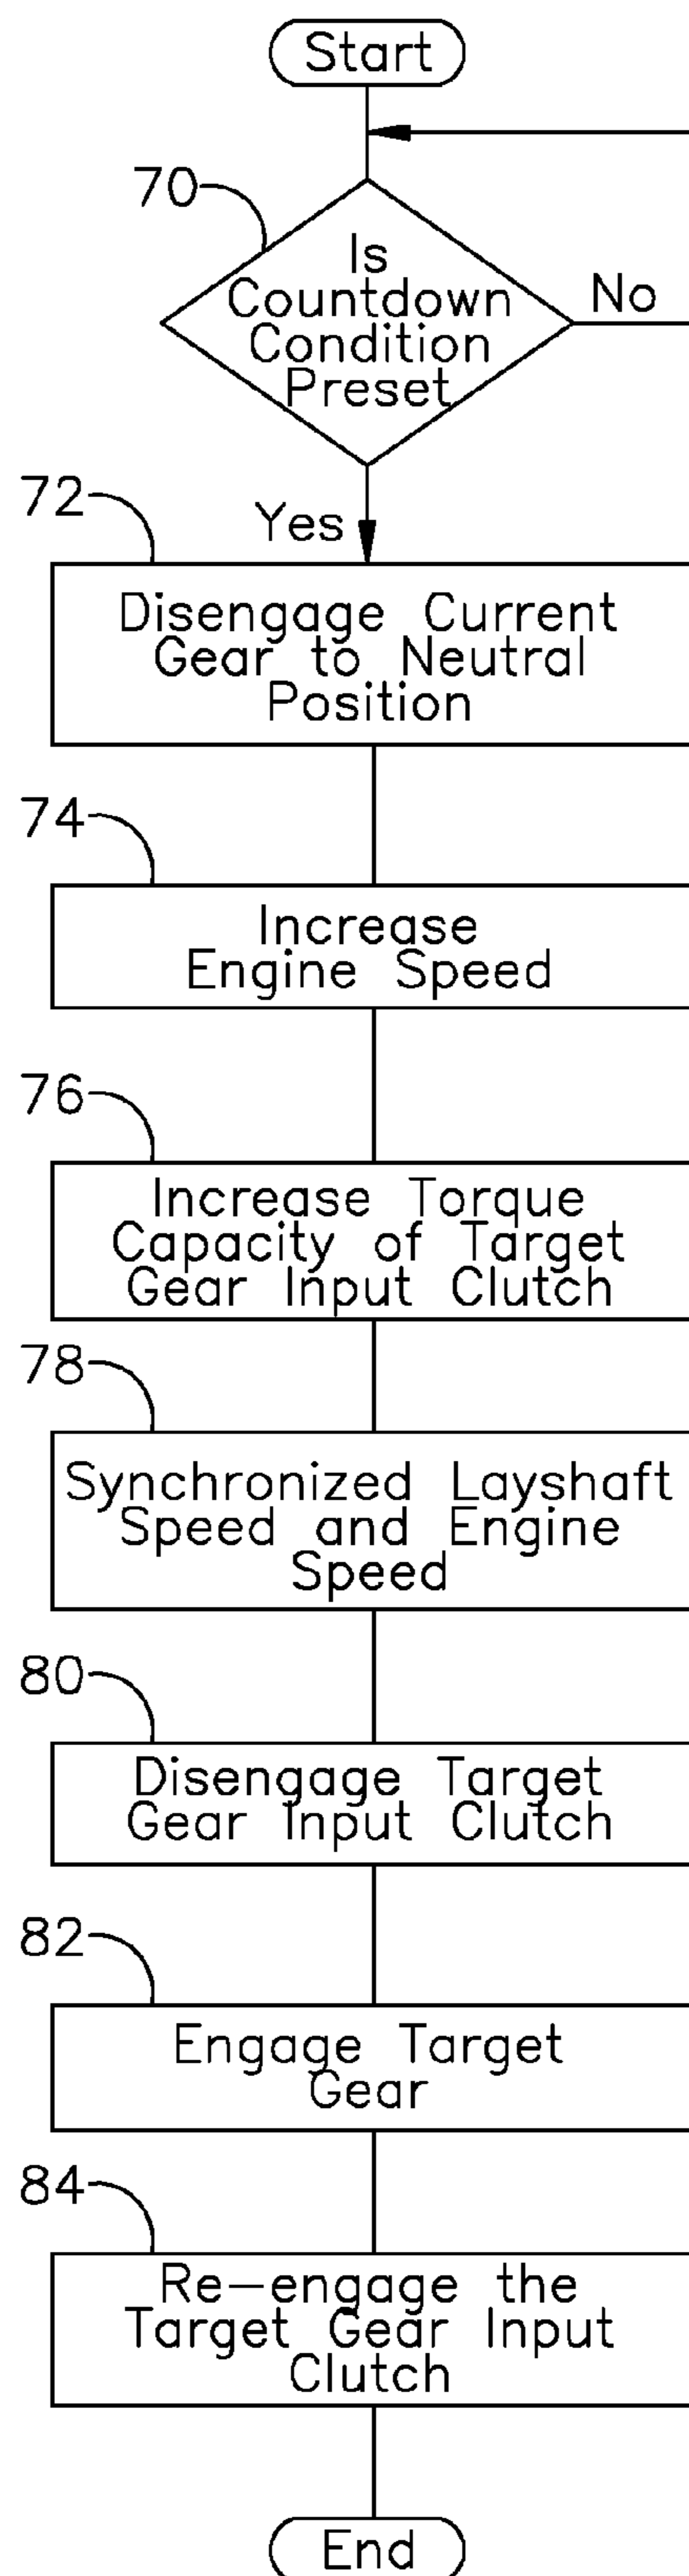 Start
70
Is
Countdown
Condition
Preset
No
Yes
72
Disengage Current
Gear to Neutral
Position
74
Increase
Engine Speed
76
Increase Torque
Capacity of Target
Gear Input Clutch
78
Synchronized Layshaft
Speed and Engine
Speed
80
Disengage Target
Gear Input Clutch
82
Engage Target
Gear
84
Re-engage the
Target Gear Input
Clutch
End